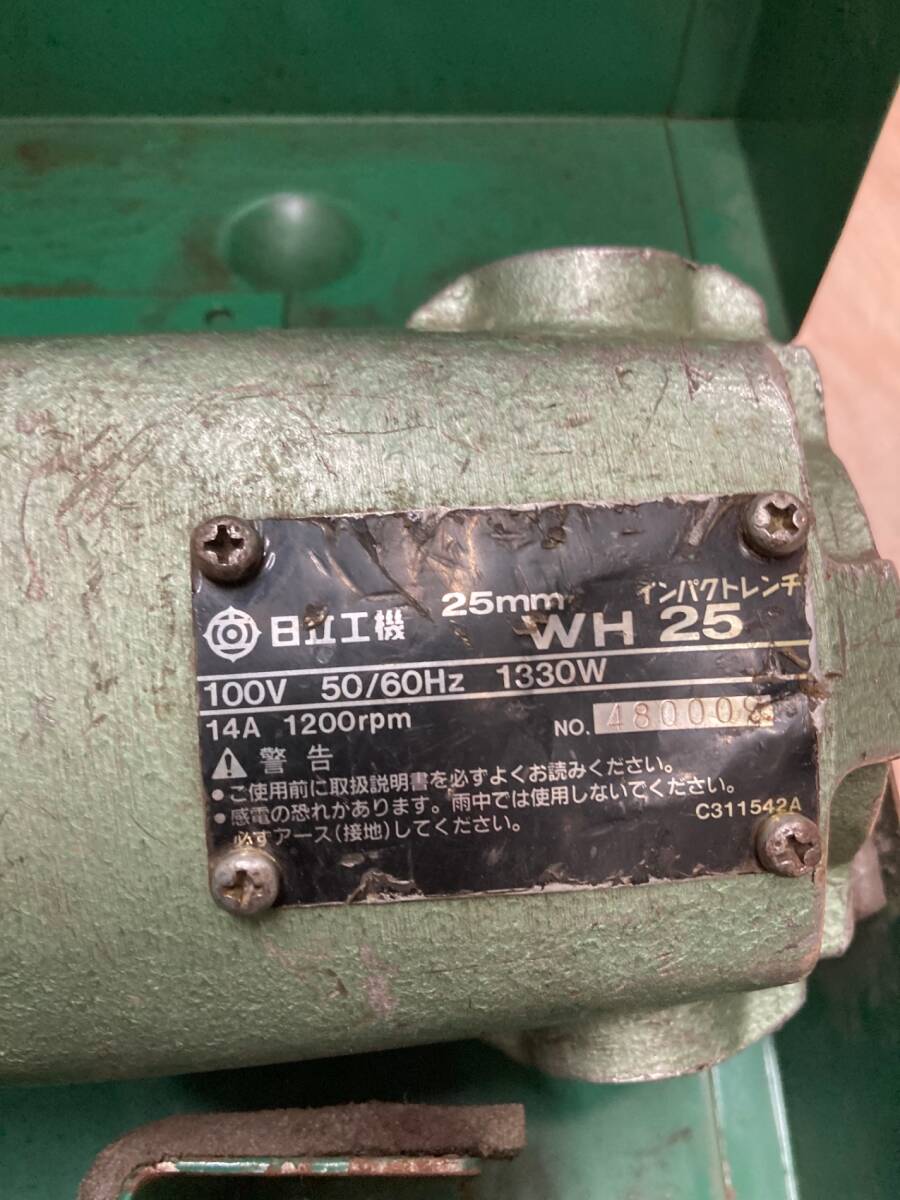 日立工機 25mm インパクトレンチ
WH 25
100V 50/60Hz 1330W
14A 1200rpm NO. 480009
警告
• ご使用前に取扱説明書を必ずよくお読みください。
• 感電の恐れがあります。雨中では使用しないでください。
必ずアース(接地)してください。
C311542A